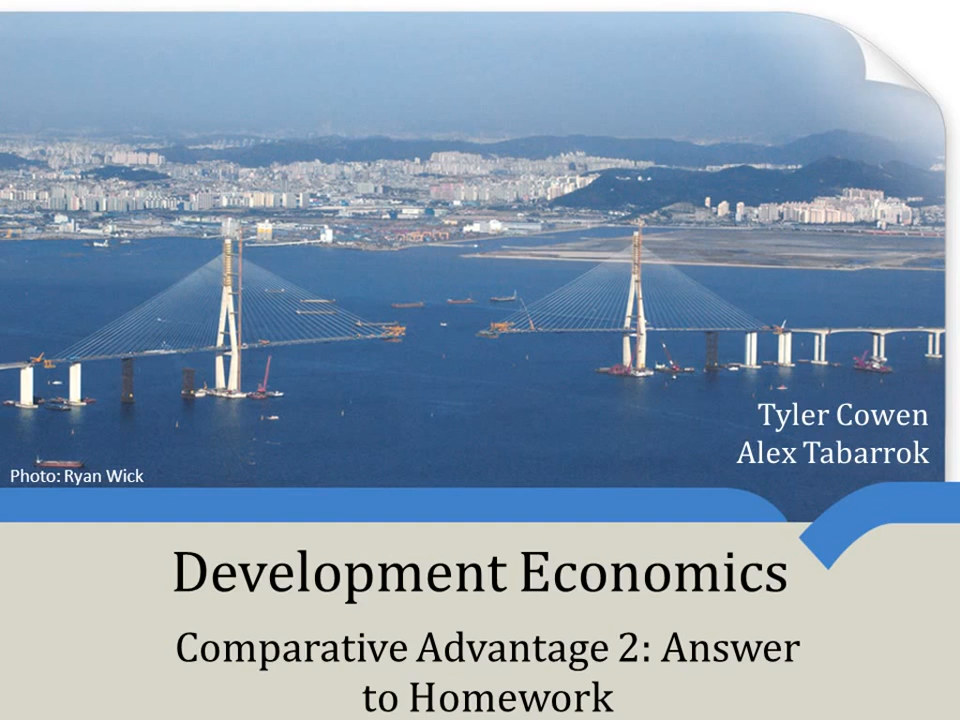 Tyler Cowen
Alex Tabarrok
Photo: Ryan Wick
Development Economics
Comparative Advantage 2: Answer
to Homework